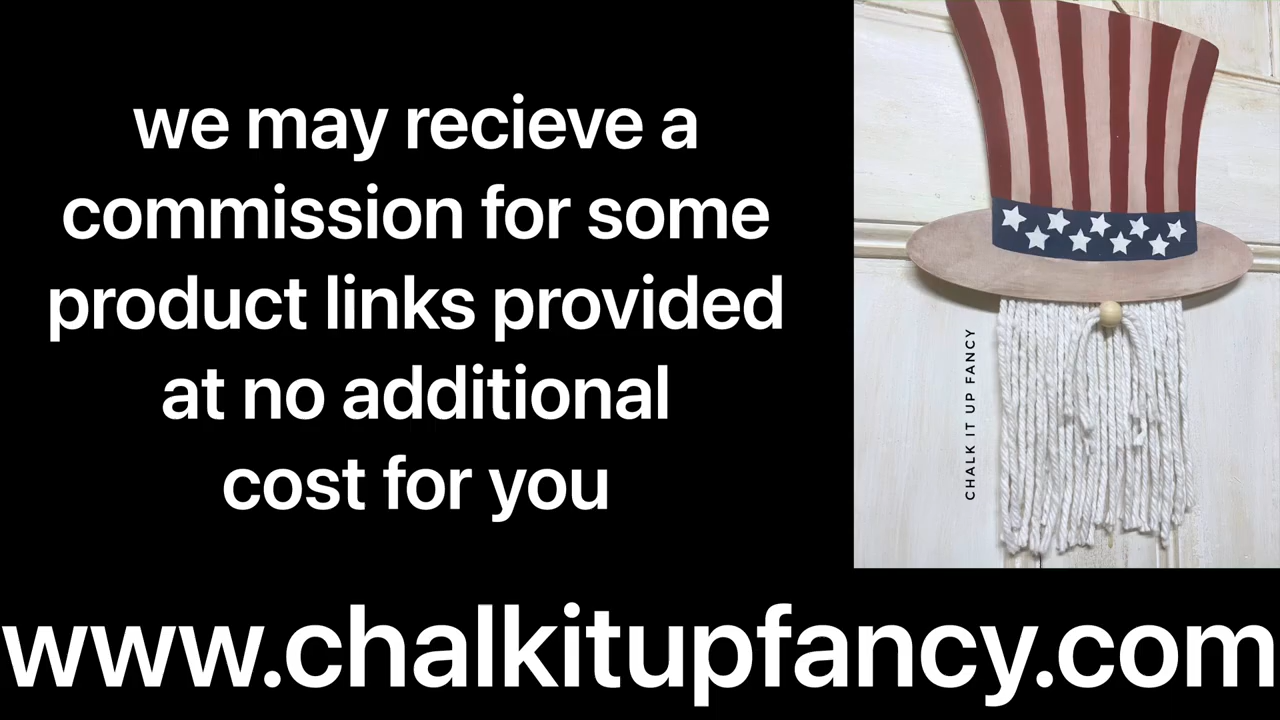 we may recieve a
commission for some
product links provided
at no additional
cost for you
CHALK IT UP FANCY
www.chalkitupfancy.com